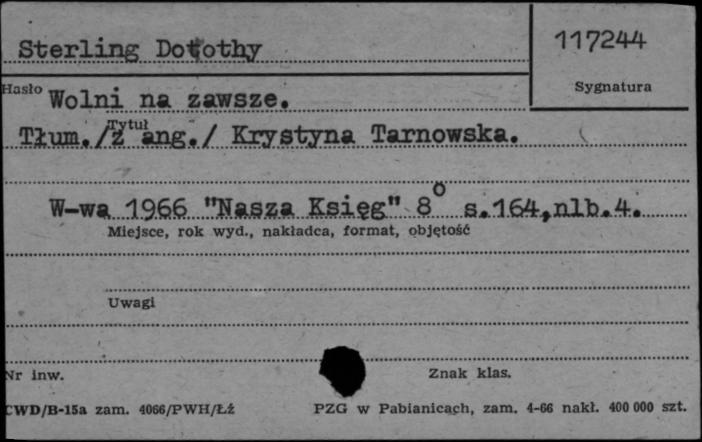 Sterling Dotothy
117244
Hasło
Sygnatura
Wolni na zawsze.
Tytuł
Tłum./z ang./ Krystyna Tarnowska.
W-wa 1966 "Nasza Księg" 8° s.164,nlb.4.
Miejsce, rok wyd., nakładca, format, objętość
Uwagi
Nr inw.
Znak klas.
CWD/B-15a zam. 4066/PWH/Łź
PZG w Pabianicach, zam. 4-66 nakł. 400 000 szt.